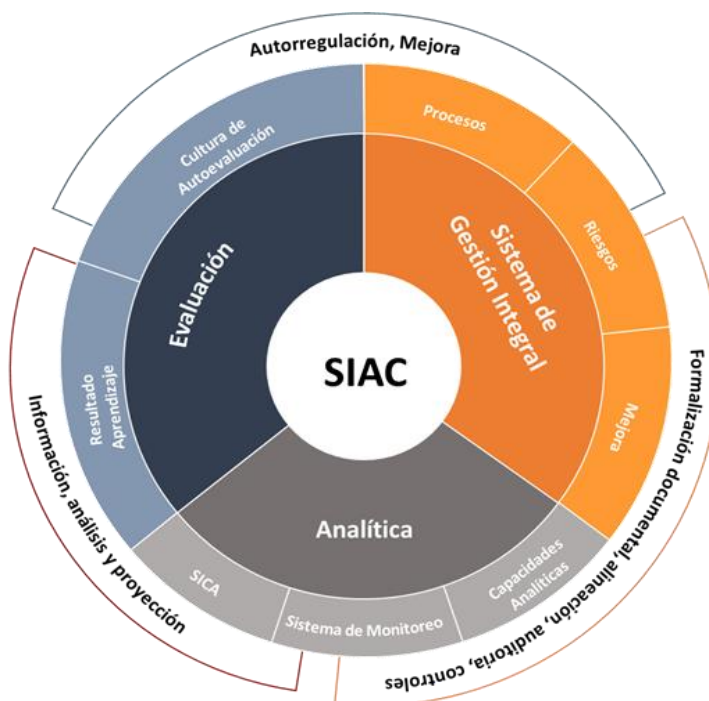 Autorregulación, Mejora
Cultura de
Autoevaluación
Procesos
Riesgos
Mejora
Evaluación
Sistema de
Gestión Integral
SIAC
Resultado
Aprendizaje
Analítica
SICA
Sistema de Monitoreo
Capacidades
Analíticas
Información, análisis y proyección
Formalización documental, alineación, auditoria, controles